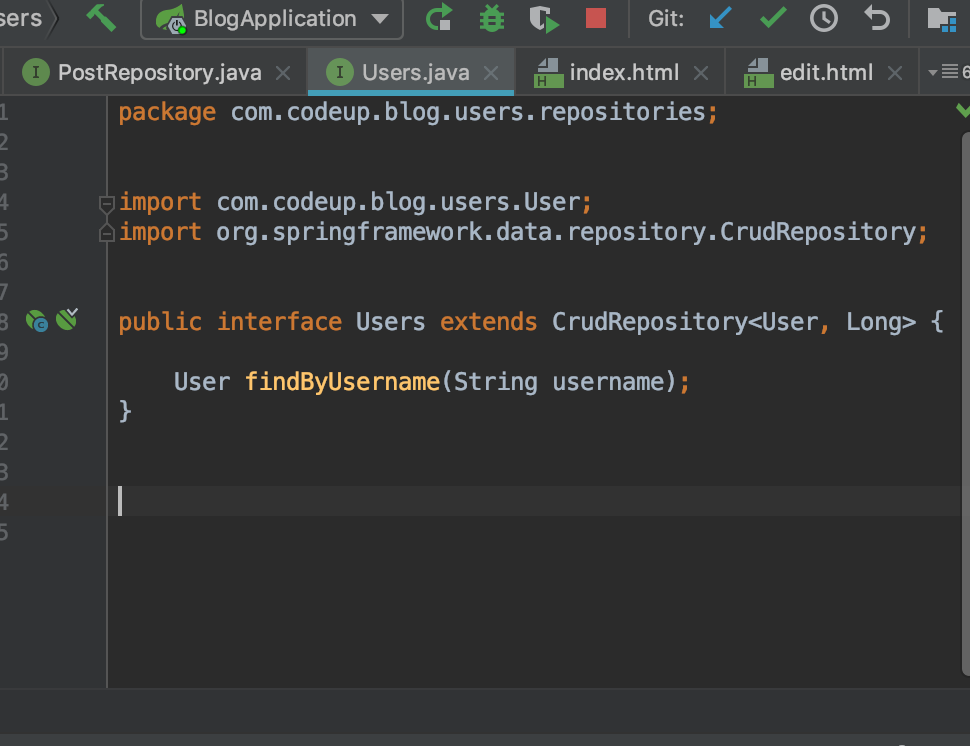 sers BlogApplication Git:
PostRepository.java Users.java index.html edit.html 6
1 package com.codeup.blog.users.repositories;
2
3
4 import com.codeup.blog.users.User;
5 import org.springframework.data.repository.CrudRepository;
6
7
8 public interface Users extends CrudRepository<User, Long> {
9
0 User findByUsername(String username);
1 }
2
3
4
5